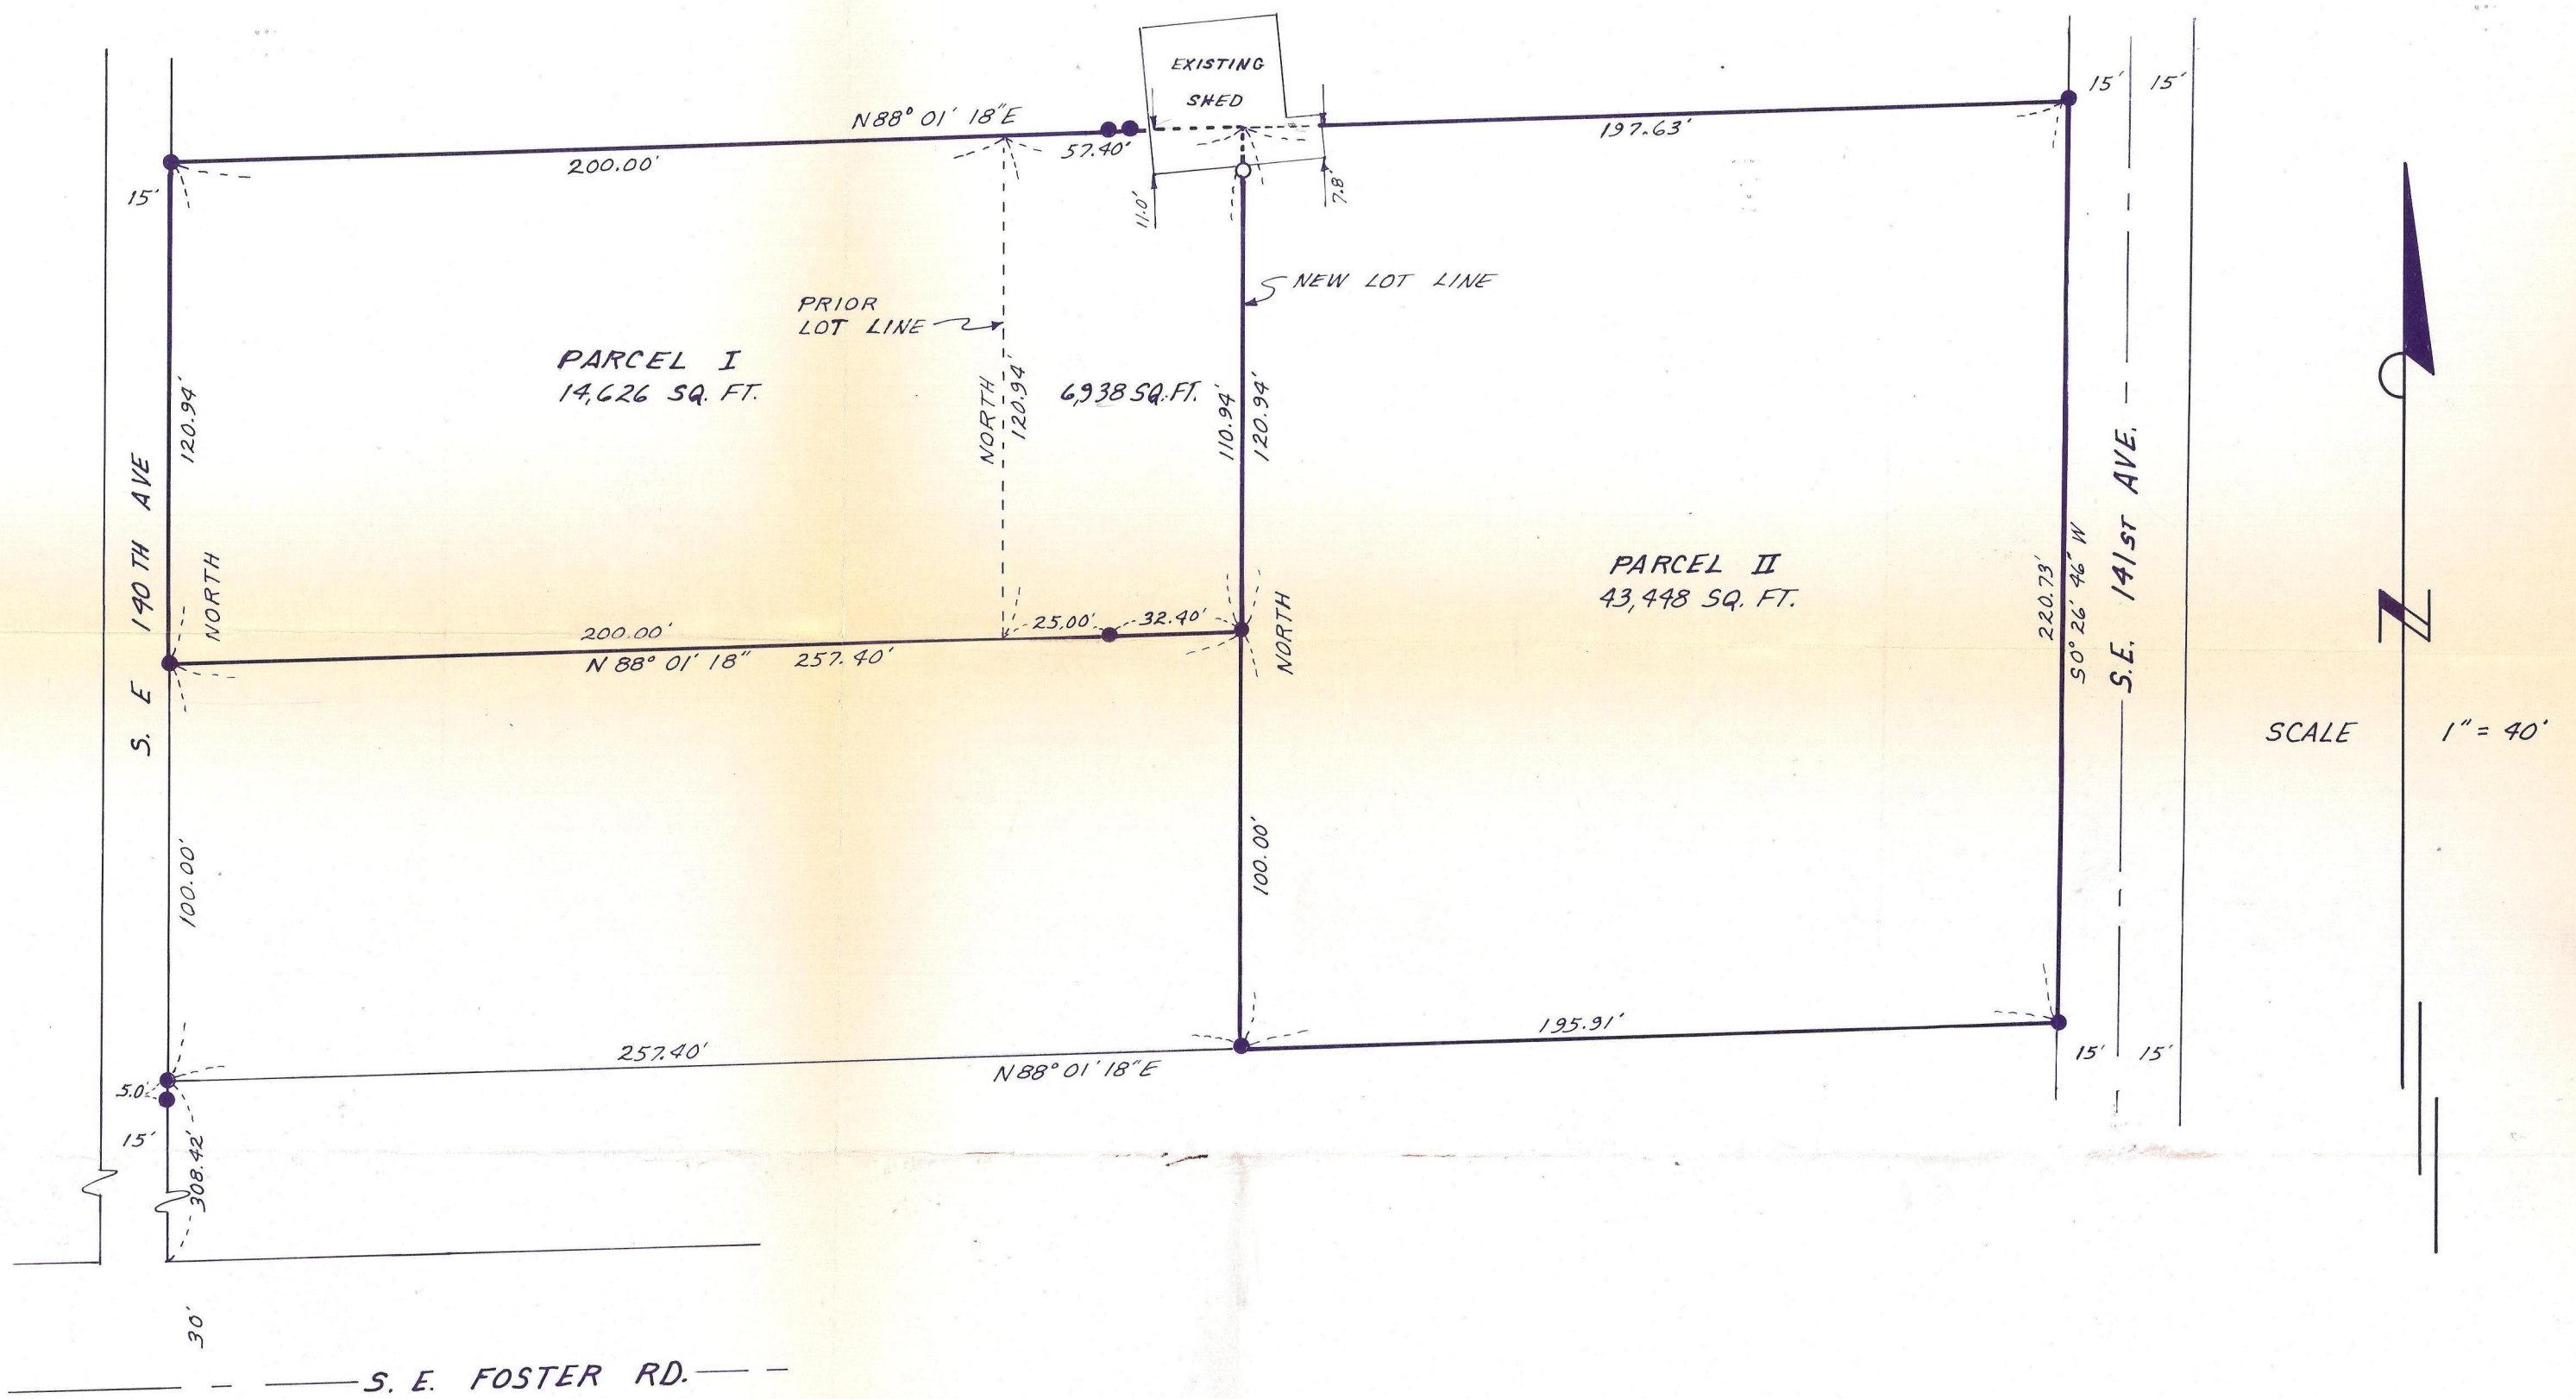 EXISTING
SHED
15' 15'
N 88° 01' 18" E
200.00'
57.40'
197.63'
15'
11.0'
7.8'
NEW LOT LINE
PRIOR
LOT LINE
PARCEL I
14,626 SQ. FT.
NORTH
120.94'
6,938 SQ. FT.
110.94'
120.94'
120.94'
S. E 140TH AVE
NORTH
PARCEL II
43,448 SQ. FT.
220.73'
S 0° 26' 46" W
S.E. 141ST AVE.
200.00'
25.00'
32.40'
N 88° 01' 18"
257.40'
NORTH
SCALE 1" = 40'
N
100.00'
100.00'
257.40'
N 88° 01' 18" E
195.91'
15' 15'
5.0'
15'
308.42'
30'
S. E. FOSTER RD.